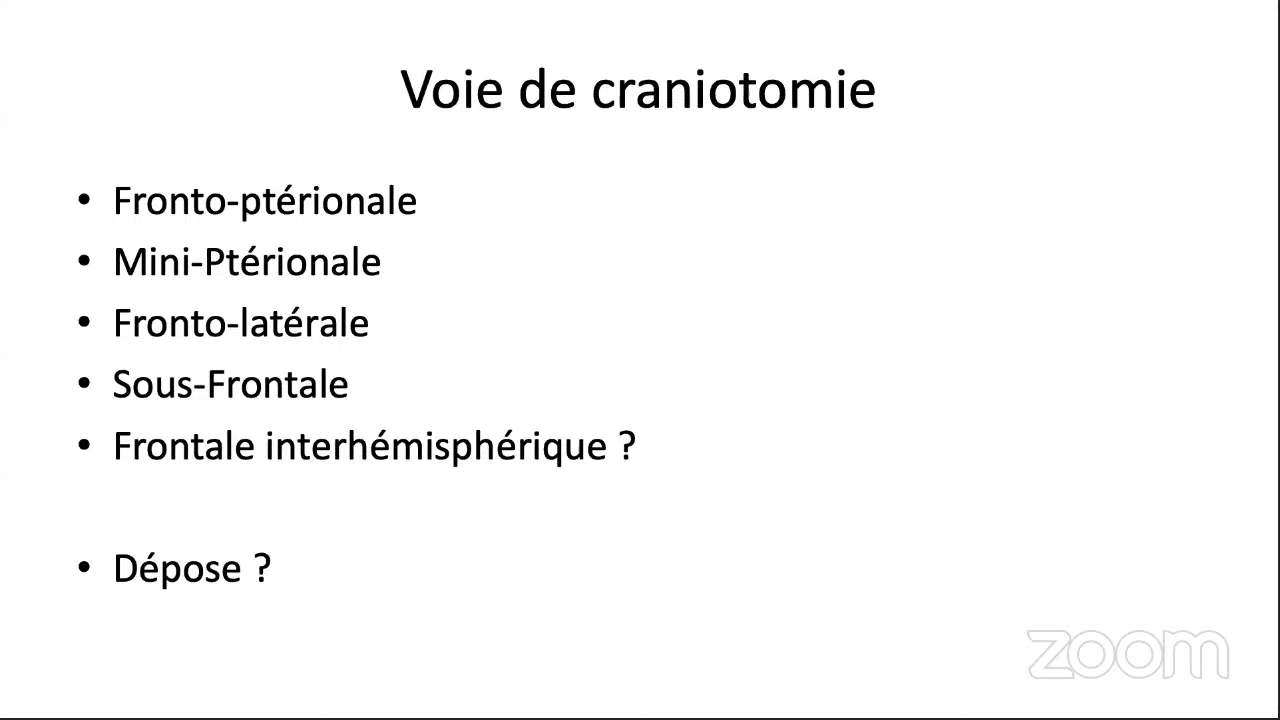 Voie de craniotomie
• Fronto-ptérionale
• Mini-Ptérionale
• Fronto-latérale
• Sous-Frontale
• Frontale interhémisphérique ?
• Dépose ?
zoom